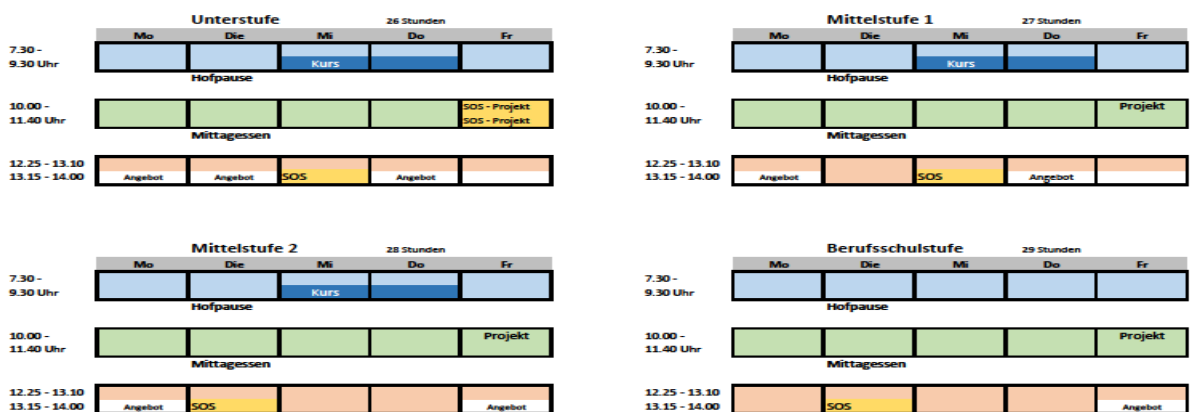 Unterstufe 26 Stunden
Mo Die Mi Do Fr
7.30 -
9.30 Uhr Kurs
Hofpause
10.00 - SOS - Projekt
11.40 Uhr SOS - Projekt
Mittagessen
12.25 - 13.10
13.15 - 14.00 Angebot Angebot SOS Angebot
Mittelstufe 1 27 Stunden
Mo Die Mi Do Fr
7.30 -
9.30 Uhr Kurs
Hofpause
10.00 - Projekt
11.40 Uhr
Mittagessen
12.25 - 13.10
13.15 - 14.00 Angebot SOS Angebot
Mittelstufe 2 28 Stunden
Mo Die Mi Do Fr
7.30 -
9.30 Uhr Kurs
Hofpause
10.00 - Projekt
11.40 Uhr
Mittagessen
12.25 - 13.10
13.15 - 14.00 Angebot SOS Angebot
Berufsschulstufe 29 Stunden
Mo Die Mi Do Fr
7.30 -
9.30 Uhr
Hofpause
10.00 - Projekt
11.40 Uhr
Mittagessen
12.25 - 13.10
13.15 - 14.00 SOS Angebot